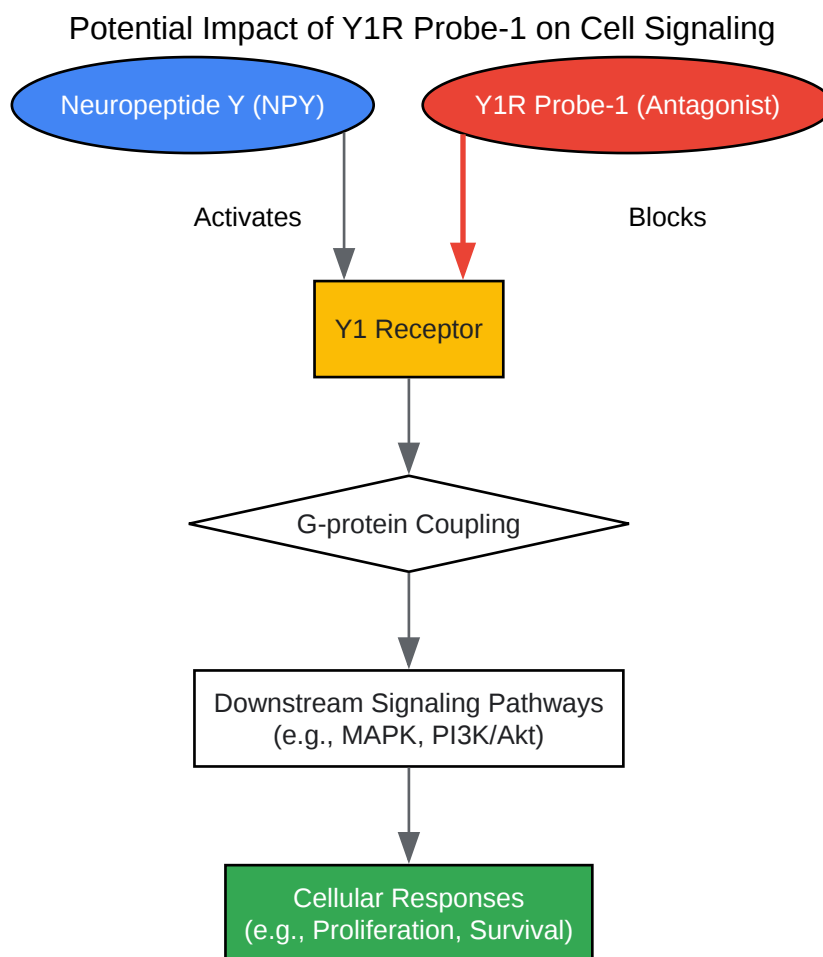 Potential Impact of Y1R Probe-1 on Cell Signaling
Neuropeptide Y (NPY)
Y1R Probe-1 (Antagonist)
Activates
Blocks
Y1 Receptor
G-protein Coupling
Downstream Signaling Pathways
(e.g., MAPK, PI3K/Akt)
Cellular Responses
(e.g., Proliferation, Survival)